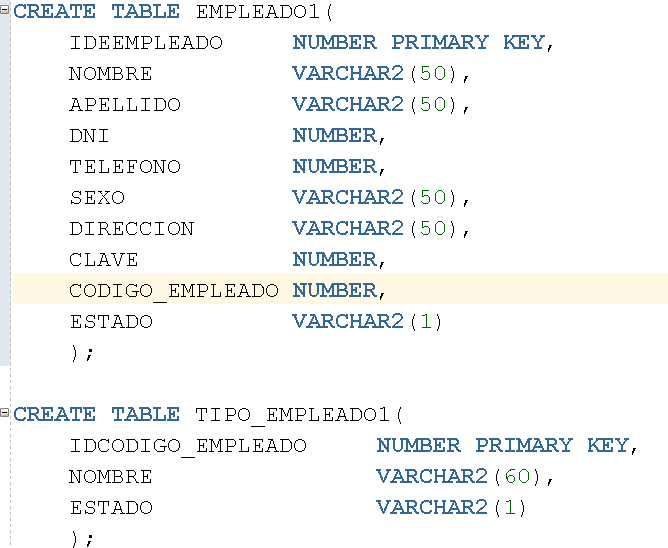 CREATE TABLE EMPLEADO1(
IDEEMPLEADO NUMBER PRIMARY KEY,
NOMBRE VARCHAR2(50),
APELLIDO VARCHAR2(50),
DNI NUMBER,
TELEFONO NUMBER,
SEXO VARCHAR2(50),
DIRECCION VARCHAR2(50),
CLAVE NUMBER,
CODIGO_EMPLEADO NUMBER,
ESTADO VARCHAR2(1)
);
CREATE TABLE TIPO_EMPLEADO1(
IDCODIGO_EMPLEADO NUMBER PRIMARY KEY,
NOMBRE VARCHAR2(60),
ESTADO VARCHAR2(1)
);